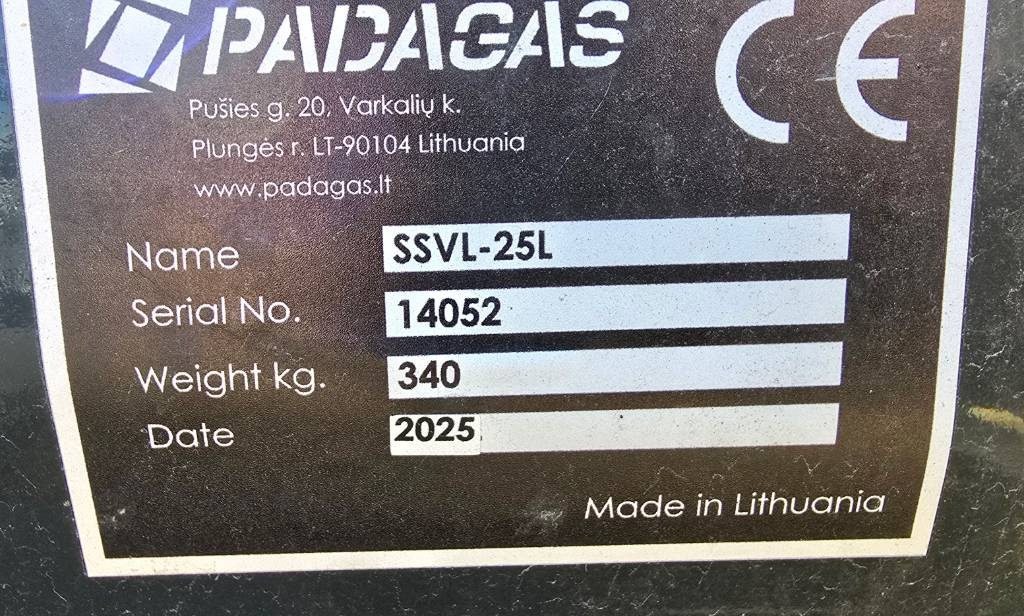 PADAGAS CE
Pušies g. 20, Varkalių k.
Plungės r. LT-90104 Lithuania
www.padagas.lt
Name SSVL-25L
Serial No. 14052
Weight kg. 340
Date 2025
Made in Lithuania